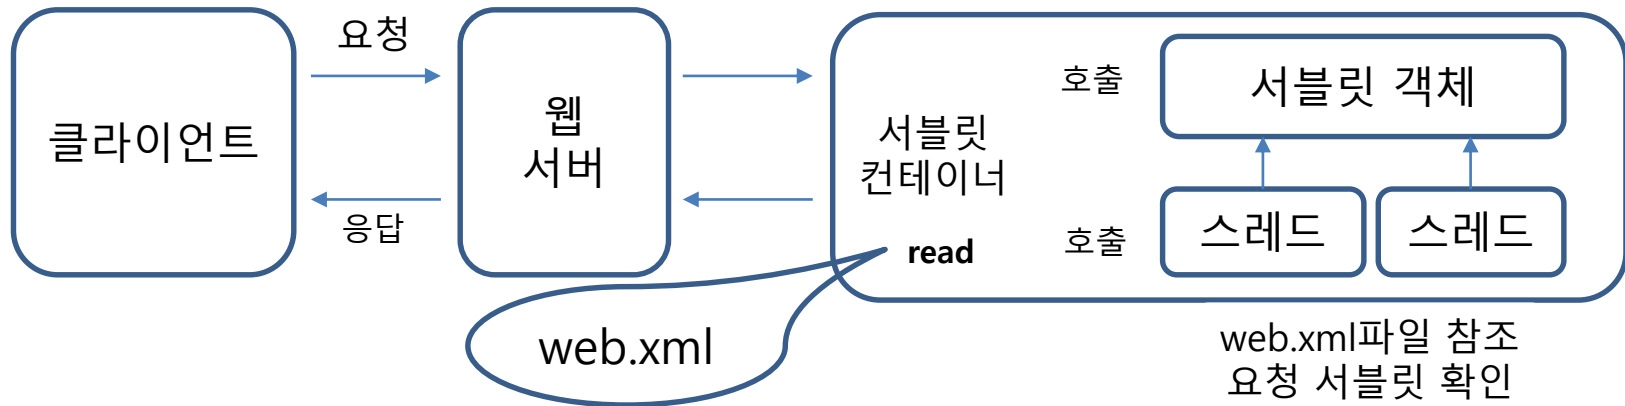 클라이언트
요청
응답
웹
서버
서블릿
컨테이너
read
호출
서블릿 객체
호출
스레드
스레드
web.xml
web.xml파일 참조
요청 서블릿 확인